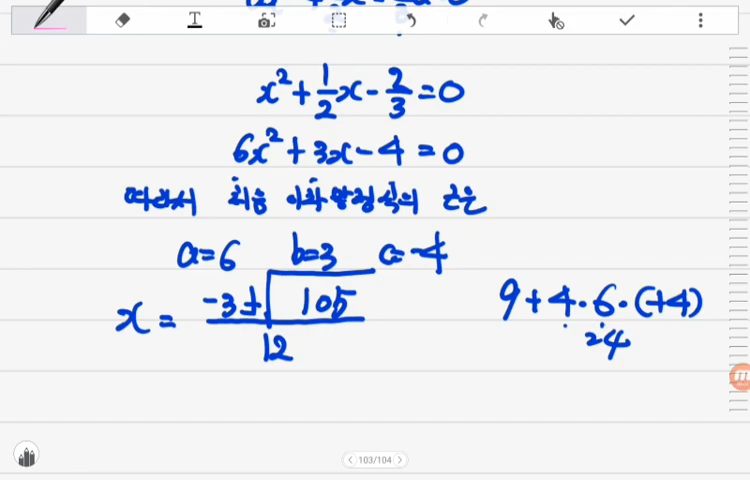 x² + 1/2 x - 2/3 = 0
6x² + 3x - 4 = 0
따라서 처음 이차방정식의 근은
a=6 b=3 c=-4
x = (-3±√105)/12
9+4·6·(+4)
24
103/104